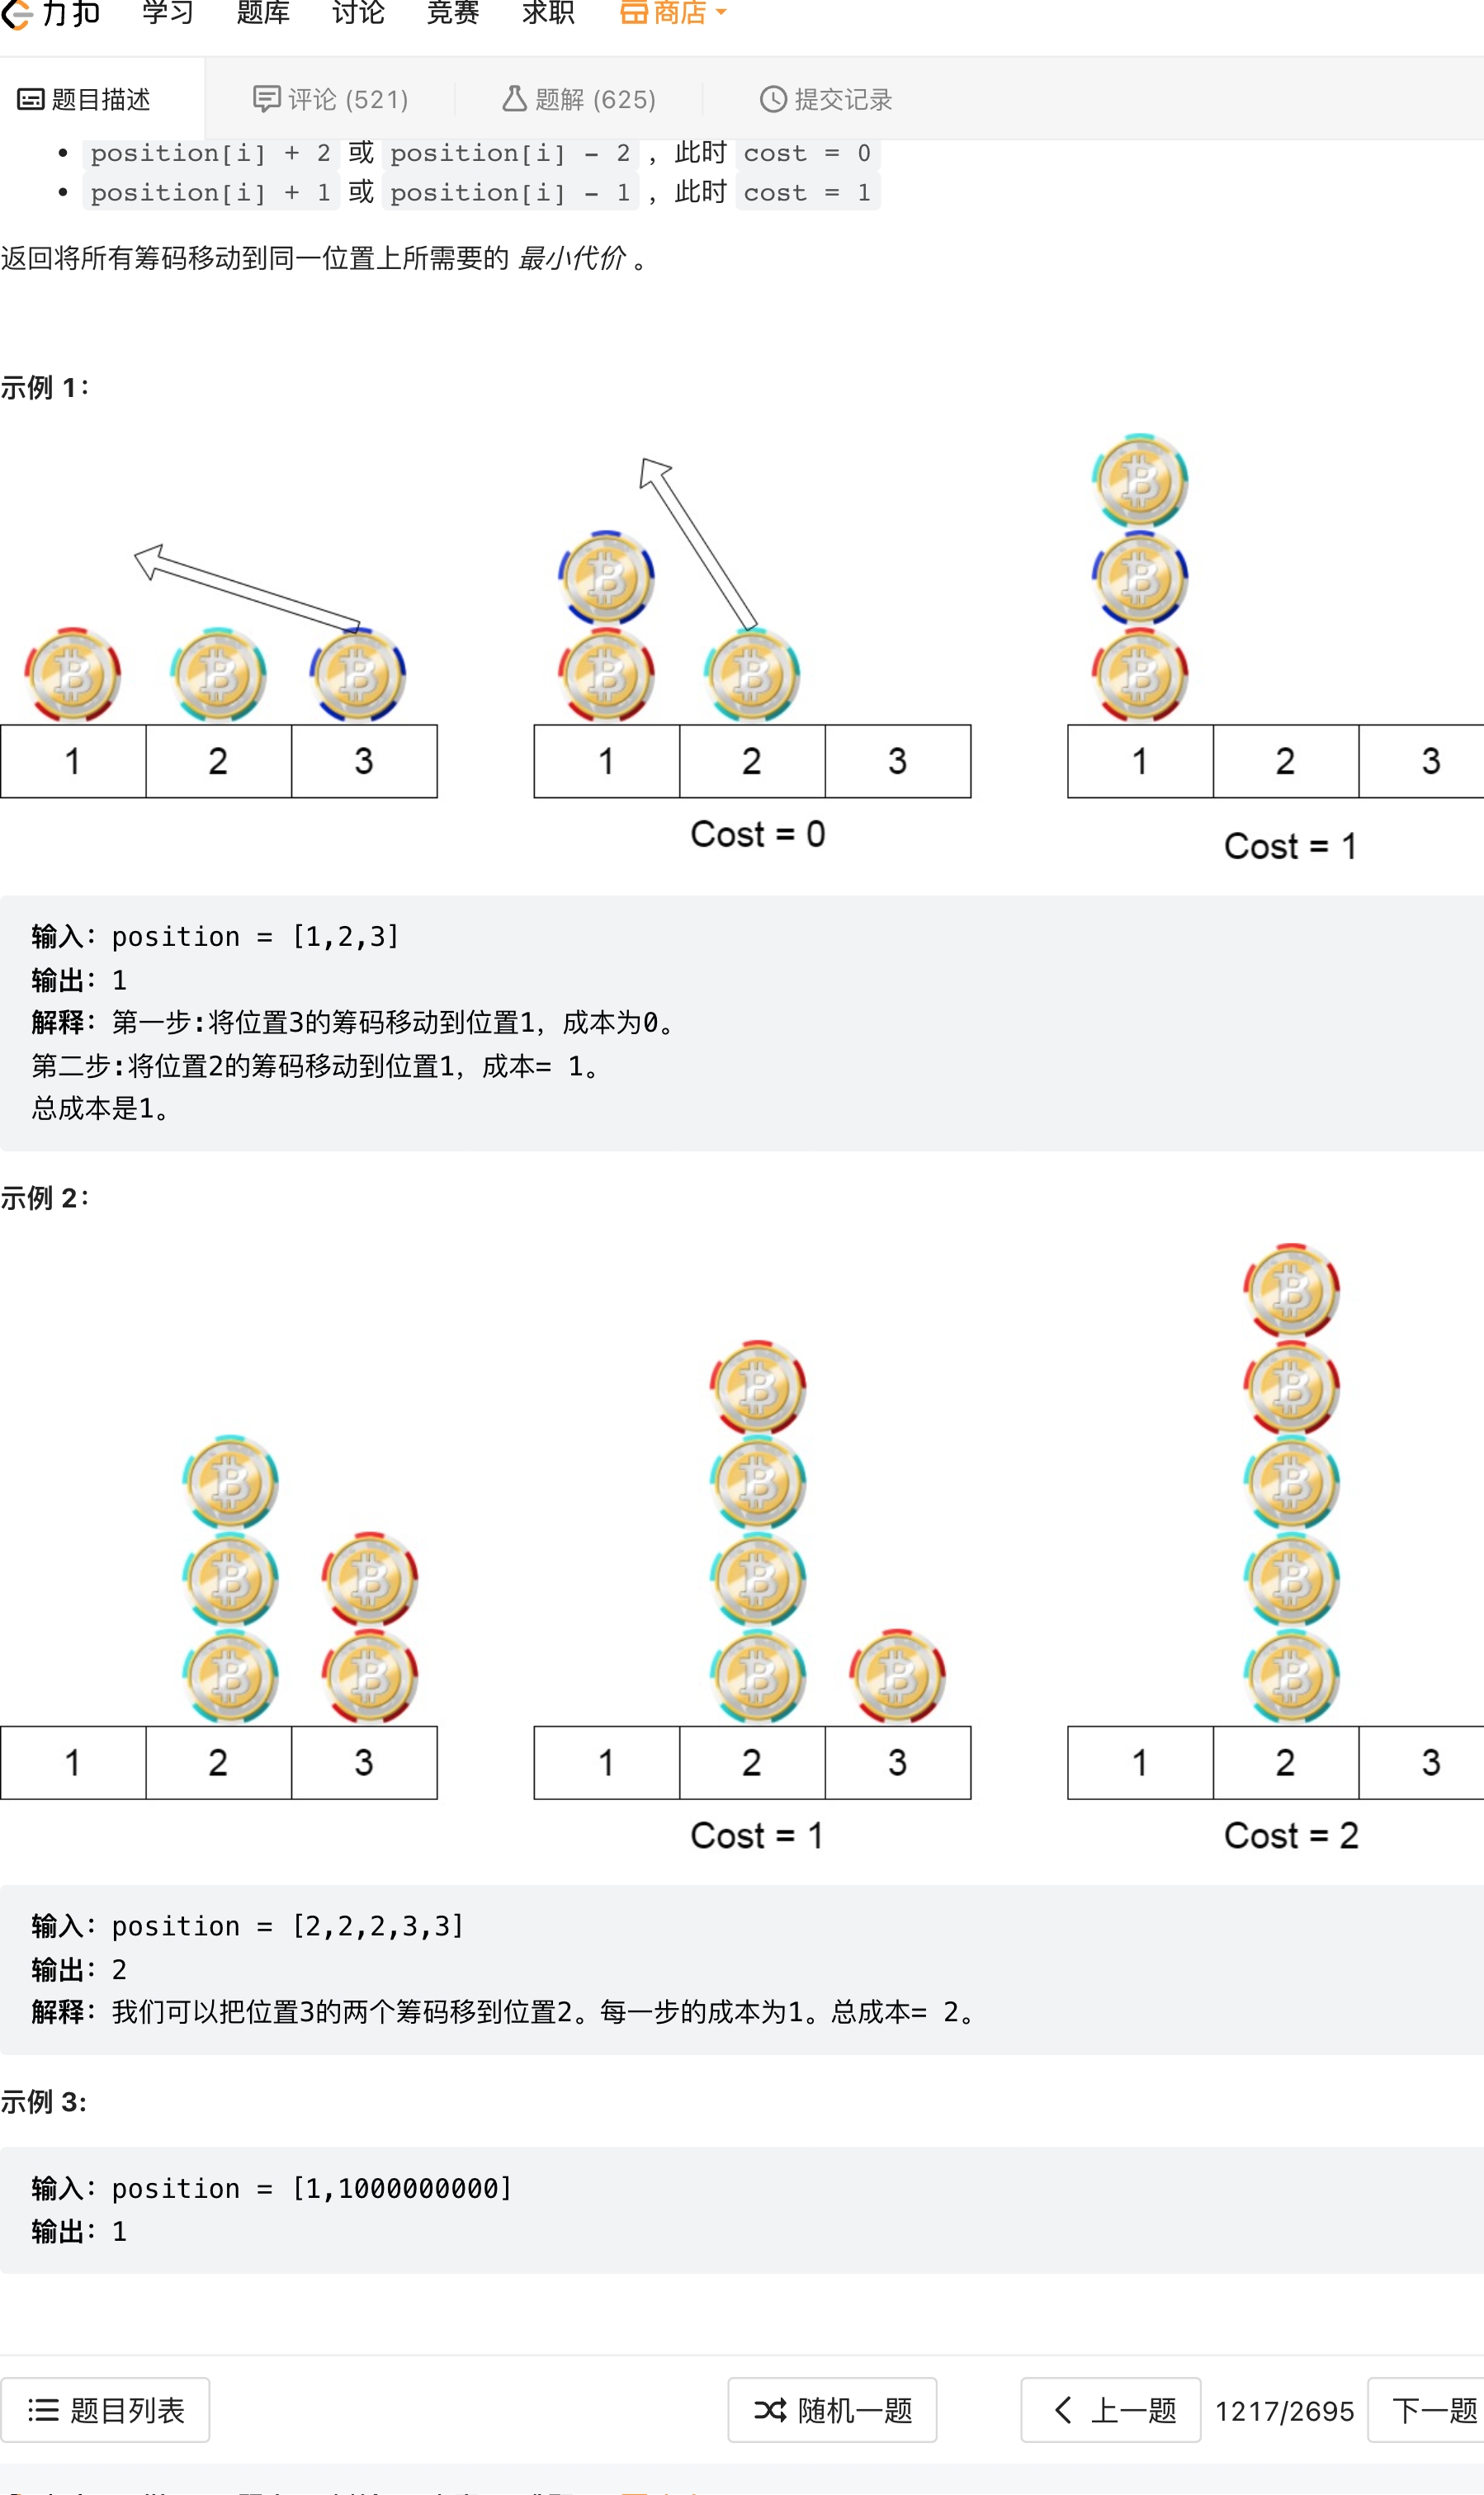 力扣 学习 题库 讨论 竞赛 求职 商店
题目描述 评论 (521) 题解 (625) 提交记录
• position[i] + 2 或 position[i] - 2 ，此时 cost = 0
• position[i] + 1 或 position[i] - 1 ，此时 cost = 1
返回将所有筹码移动到同一位置上所需要的 最小代价 。
示例 1：
1 2 3 1 2 3 1 2 3
Cost = 0 Cost = 1
输入：position = [1,2,3]
输出：1
解释：第一步:将位置3的筹码移动到位置1，成本为0。
第二步:将位置2的筹码移动到位置1，成本= 1。
总成本是1。
示例 2：
1 2 3 1 2 3 1 2 3
Cost = 1 Cost = 2
输入：position = [2,2,2,3,3]
输出：2
解释：我们可以把位置3的两个筹码移到位置2。每一步的成本为1。总成本= 2。
示例 3:
输入：position = [1,1000000000]
输出：1
题目列表 随机一题 上一题 1217/2695 下一题